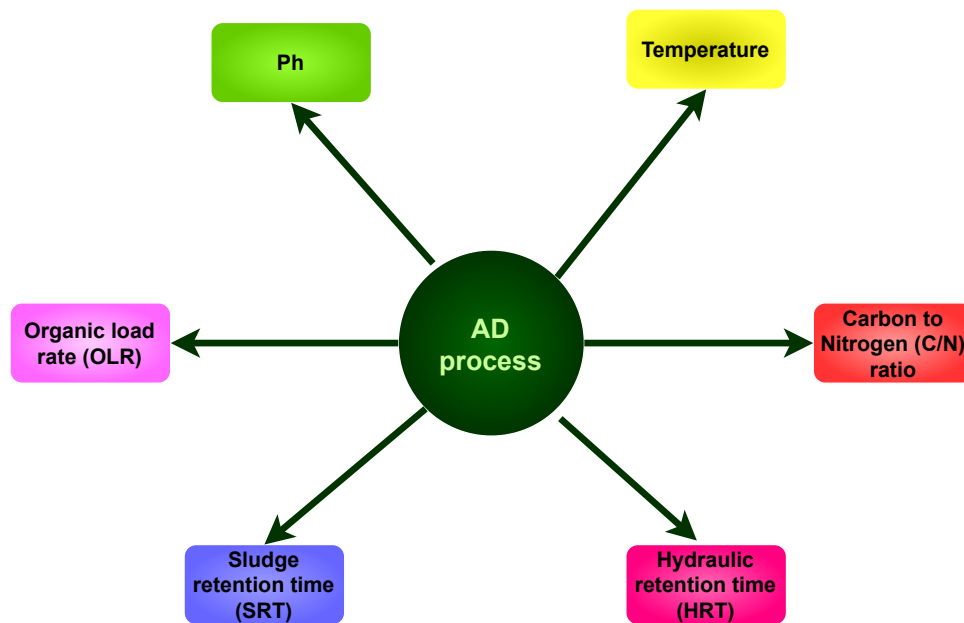 Ph
Temperature
Organic load
rate (OLR)
AD
process
Carbon to
Nitrogen (C/N)
ratio
Sludge
retention time
(SRT)
Hydraulic
retention time
(HRT)